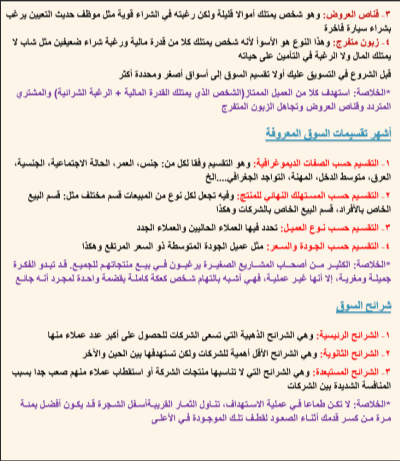 ٣- قناص العروض: وهو شخص يمتلك أموالا قليلة ولكن رغبته في الشراء قوية مثل موظف حديث التعيين يرغب
بشراء سيارة فاخرة
٤- زبون متفرج: وهذا النوع هو الأسوأ لأنه شخص يمتلك كلا من قدرة مالية ورغبة شراء ضعيفين مثل شاب لا
يمتلك المال ولا الرغبة في التأمين على حياته
قبل الشروع في التسويق عليك أولا تقسيم السوق إلى أسواق أصغر ومحددة أكثر
*الخلاصة: استهدف كلا من العميل الممتاز(الشخص الذي يمتلك القدرة المالية + الرغبة الشرائية) والمشتري
المتردد وقناص العروض وتجاهل الزبون المتفرج
أشهر تقسيمات السوق المعروفة
١- التقسيم حسب الصفات الديموغرافية: وهو التقسيم وفقا لكل من: جنس، العمر، الحالة الاجتماعية، الجنسية،
العرق، متوسط الدخل، المهنة، التواجد الجغرافي....الخ
٢- التقسيم حسب المستهلك النهائي للمنتج: وفيه تجعل لكل نوع من المبيعات قسم مختلف مثل: قسم البيع
الخاص بالأفراد، قسم البيع الخاص بالشركات وهكذا
٣- التقسيم حسب نوع العميل: تحدد فيها العملاء الحاليين والعملاء الجدد
٤- التقسيم حسب الجودة والسعر: مثل عميل الجودة المتوسطة ذو السعر المرتفع وهكذا
*الخلاصة: الكثير من أصحاب المشاريع الصغيرة يرغبون في بيع منتجاتهم للجميع. قد تبدو الفكرة
جميلة ومغرية، إلا أنها غير عملية، فهي أشبه بالتهام شخص كعكة كاملة بقضمة واحدة لمجرد أنه جائع
شرائح السوق
١- الشرائح الرئيسية: وهي الشرائح الذهبية التي تسعى الشركات للحصول على أكبر عدد عملاء منها
٢- الشرائح الثانوية: وهي الشرائح الأقل أهمية للشركات ولكن تستهدفها بين الحين والآخر
٣- الشرائح المستبعدة: وهي الشرائح التي لا تناسبها منتجات الشركة أو استقطاب عملاء منهم صعب جدا بسبب
المنافسة الشديدة بين الشركات
*الخلاصة: لا تكن طماعا في عملية الاستهداف، تناول الثمار القريبةأسفل الشجرة قد يكون أفضل بمئة
مرة من كسر قدمك أثناء الصعود لقطف تلك الموجودة في الأعلى